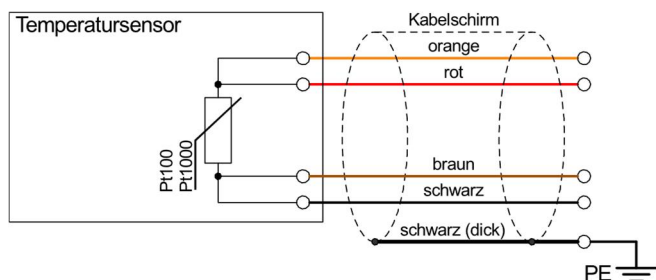 Temperatursensor
Kabelschirm
orange
rot
Pt100
Pt1000
braun
schwarz
schwarz (dick)
PE